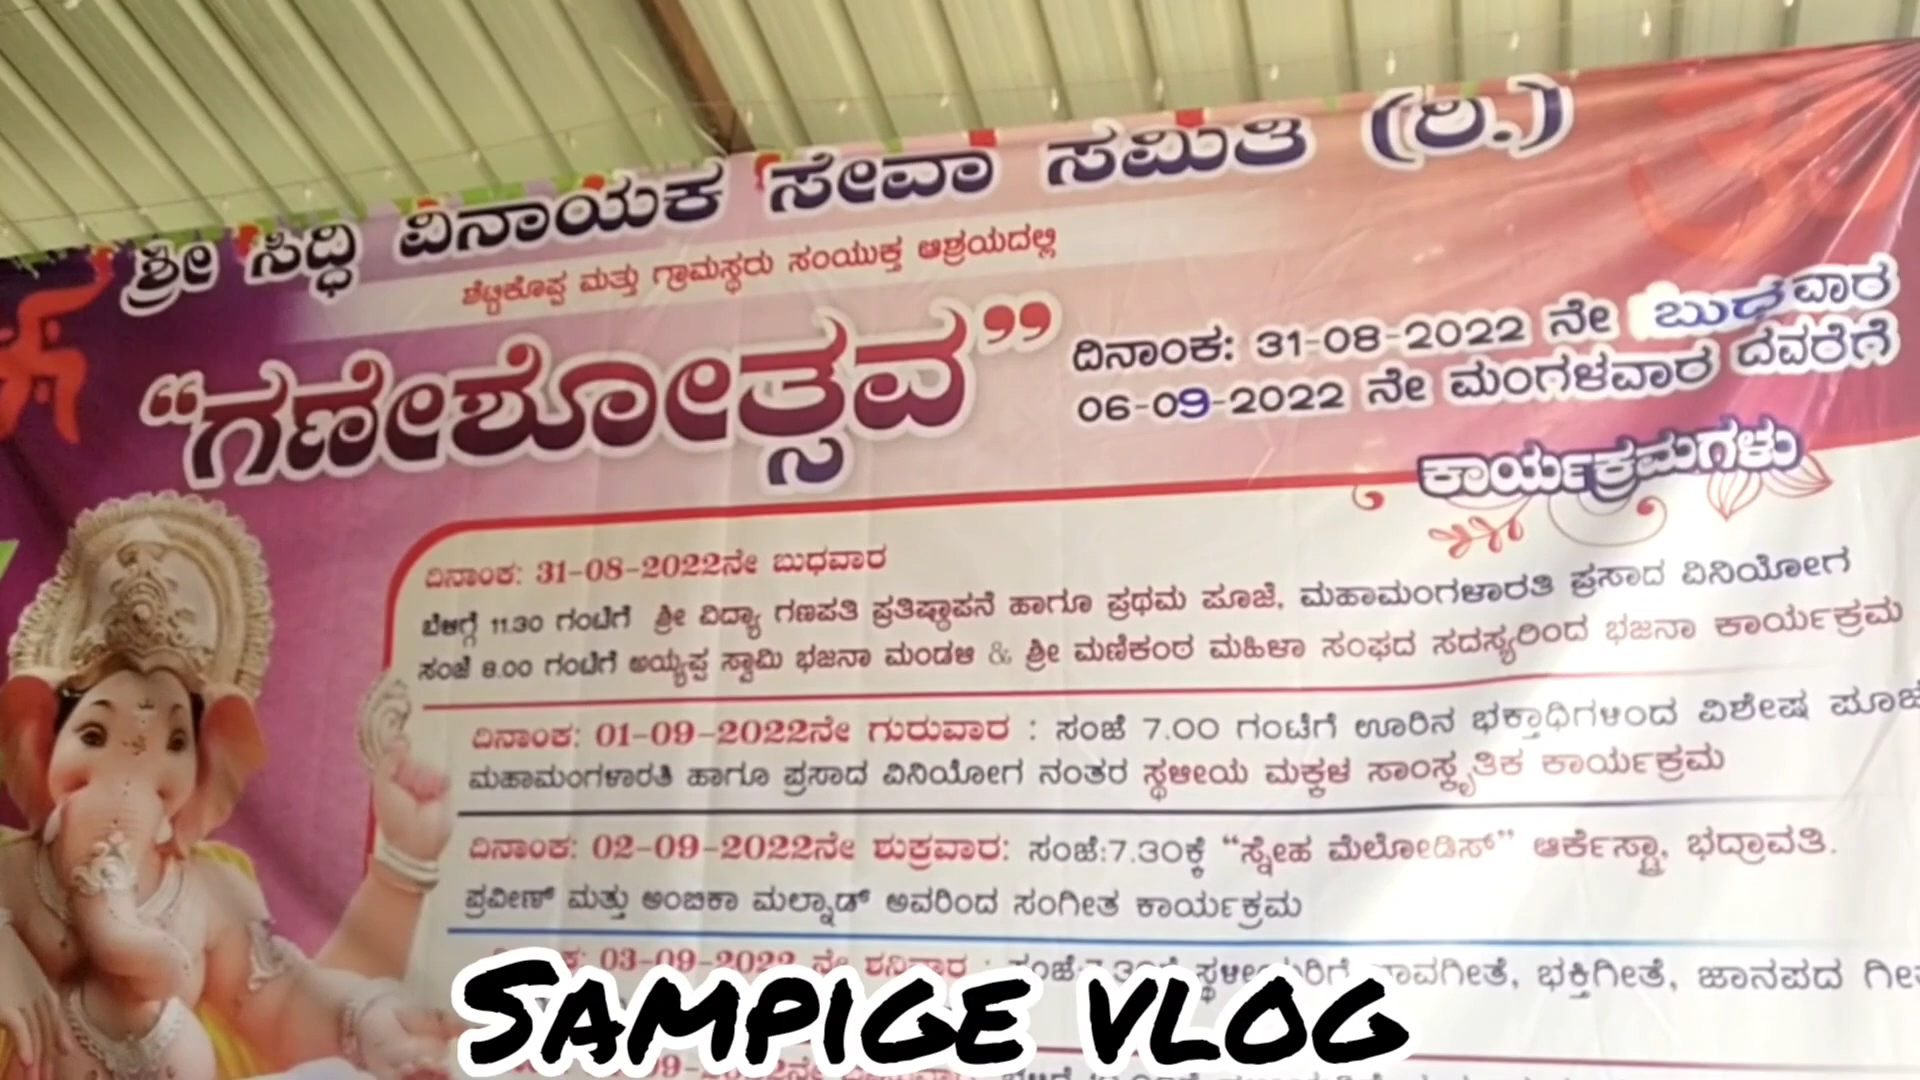 ಶ್ರೀ ಸಿದ್ಧಿ ವಿನಾಯಕ ಸೇವಾ ಸಮಿತಿ (ರಿ.)
ಶೆಟ್ಟಿಕೊಪ್ಪ ಮತ್ತು ಗ್ರಾಮಸ್ಥರು ಸಂಯುಕ್ತ ಆಶ್ರಯದಲ್ಲಿ
“ಗಣೇಶೋತ್ಸವ”
ದಿನಾಂಕ: 31-08-2022 ನೇ ಬುಧವಾರ
06-09-2022 ನೇ ಮಂಗಳವಾರ ದವರೆಗೆ
ಕಾರ್ಯಕ್ರಮಗಳು
ದಿನಾಂಕ: 31-08-2022ನೇ ಬುಧವಾರ
ಬೆಳಗ್ಗೆ 11.30 ಗಂಟೆಗೆ ಶ್ರೀ ವಿದ್ಯಾ ಗಣಪತಿ ಪ್ರತಿಷ್ಠಾಪನೆ ಹಾಗೂ ಪ್ರಥಮ ಪೂಜೆ, ಮಹಾಮಂಗಳಾರತಿ ಪ್ರಸಾದ ವಿನಿಯೋಗ
ಸಂಜೆ 8.00 ಗಂಟೆಗೆ ಅಯ್ಯಪ್ಪ ಸ್ವಾಮಿ ಭಜನಾ ಮಂಡಳಿ & ಶ್ರೀ ಮಣಿಕಂಠ ಮಹಿಳಾ ಸಂಘದ ಸದಸ್ಯರಿಂದ ಭಜನಾ ಕಾರ್ಯಕ್ರಮ
ದಿನಾಂಕ: 01-09-2022ನೇ ಗುರುವಾರ : ಸಂಜೆ 7.00 ಗಂಟೆಗೆ ಊರಿನ ಭಕ್ತಾಧಿಗಳಿಂದ ವಿಶೇಷ ಪೂಜೆ
ಮಹಾಮಂಗಳಾರತಿ ಹಾಗೂ ಪ್ರಸಾದ ವಿನಿಯೋಗ ನಂತರ ಸ್ಥಳೀಯ ಮಕ್ಕಳ ಸಾಂಸ್ಕೃತಿಕ ಕಾರ್ಯಕ್ರಮ
ದಿನಾಂಕ: 02-09-2022ನೇ ಶುಕ್ರವಾರ: ಸಂಜೆ:7.30ಕ್ಕೆ “ಸ್ನೇಹ ಮೆಲೋಡಿಸ್” ಆರ್ಕೆಸ್ಟ್ರಾ, ಭದ್ರಾವತಿ.
ಪ್ರವೀಣ್ ಮತ್ತು ಅಂಬಿಕಾ ಮಲ್ನಾಡ್ ಅವರಿಂದ ಸಂಗೀತ ಕಾರ್ಯಕ್ರಮ
03-09-2022 ನೇ ಶನಿವಾರ : ಭಕ್ತಿಗೀತೆ, ಜಾನಪದ
SAMPIGE VLOG